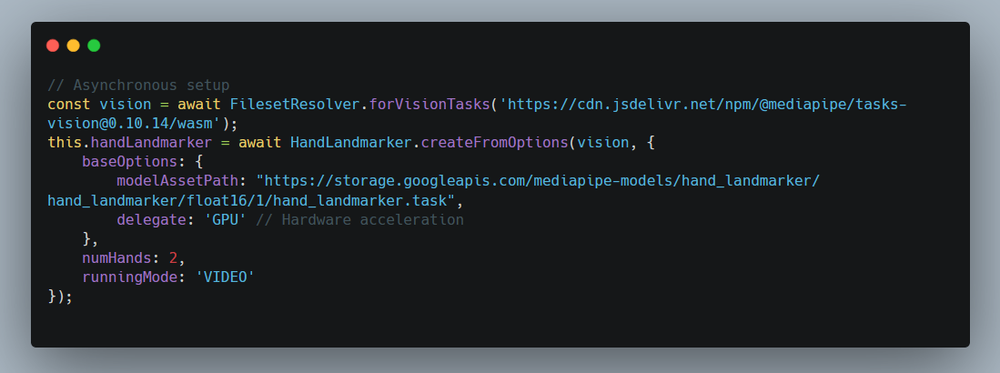 // Asynchronous setup
const vision = await FilesetResolver.forVisionTasks('https://cdn.jsdelivr.net/npm/@mediapipe/tasks-
vision@0.10.14/wasm');
this.handLandmarker = await HandLandmarker.createFromOptions(vision, {
    baseOptions: {
        modelAssetPath: "https://storage.googleapis.com/mediapipe-models/hand_landmarker/
hand_landmarker/float16/1/hand_landmarker.task",
        delegate: 'GPU' // Hardware acceleration
    },
    numHands: 2,
    runningMode: 'VIDEO'
});